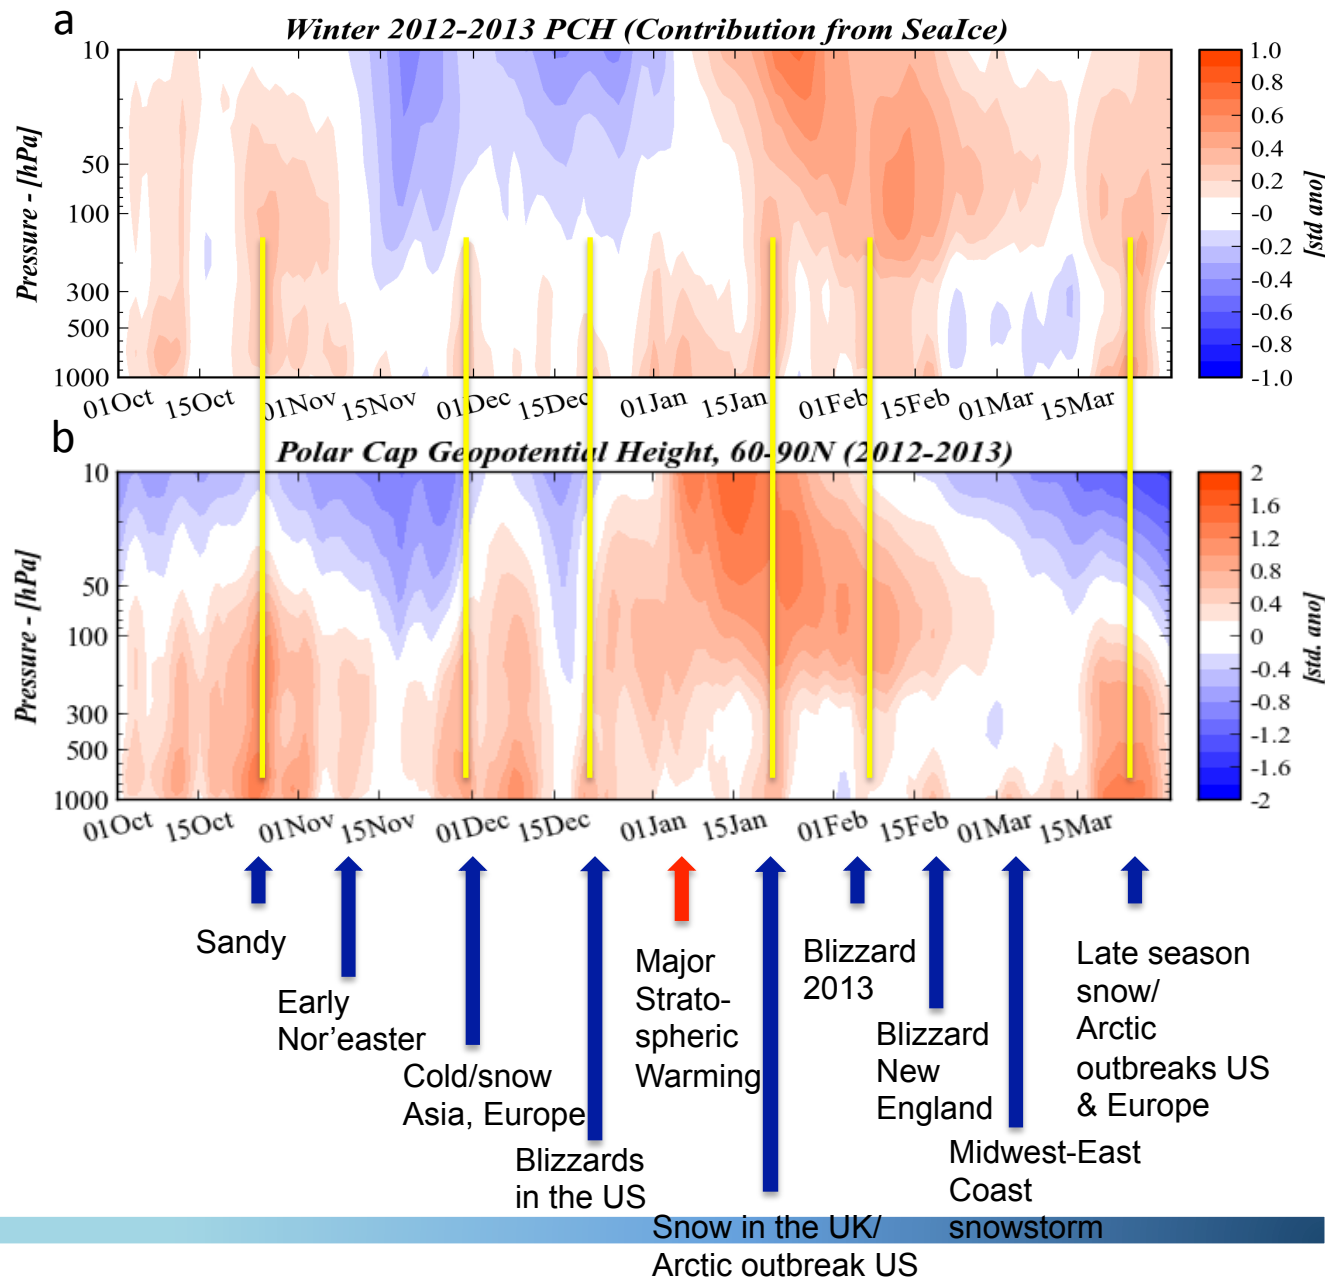 a
Winter 2012-2013 PCH (Contribution from SeaIce)
Pressure - [hPa]
10
50
100
300
500
1000
01Oct 15Oct 01Nov 15Nov 01Dec 15Dec 01Jan 15Jan 01Feb 15Feb 01Mar 15Mar
1.0
0.8
0.6
0.4
0.2
-0
-0.2
-0.4
-0.6
-0.8
-1.0
[std ano]
b
Polar Cap Geopotential Height, 60-90N (2012-2013)
Pressure - [hPa]
10
50
100
300
500
1000
01Oct 15Oct 01Nov 15Nov 01Dec 15Dec 01Jan 15Jan 01Feb 15Feb 01Mar 15Mar
2
1.6
1.2
0.8
0.4
0
-0.4
-0.8
-1.2
-1.6
-2
[std. ano]
Sandy
Early
Nor’easter
Cold/snow
Asia, Europe
Blizzards
in the US
Major
Strato-
spheric
Warming
Snow in the UK/
Arctic outbreak US
Blizzard
2013
Blizzard
New
England
Midwest-East
Coast
snowstorm
Late season
snow/
Arctic
outbreaks US
& Europe